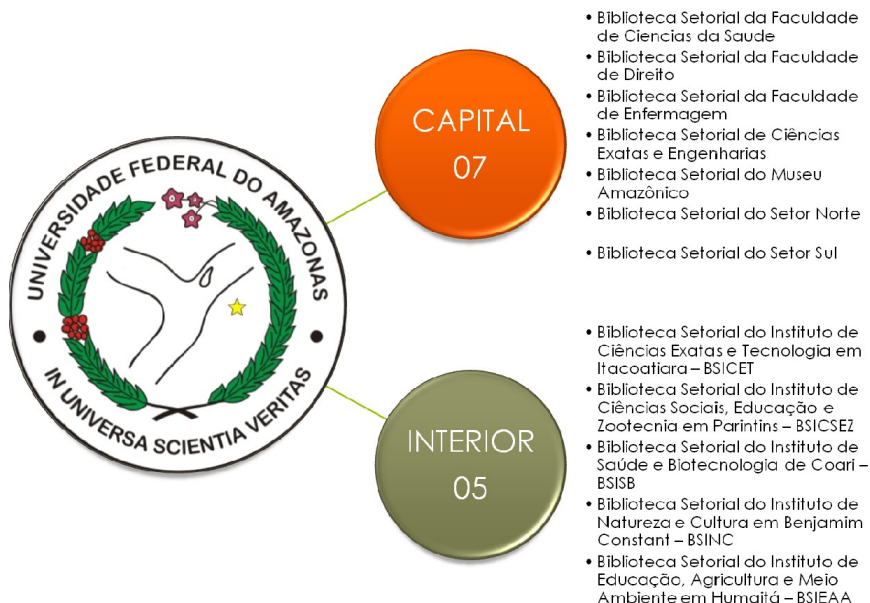 UNIVERSIDADE FEDERAL DO AMAZONAS
IN UNIVERSA SCIENTIA VERITAS
CAPITAL
07
• Biblioteca Setorial da Faculdade
de Ciencias da Saude
• Biblioteca Setorial da Faculdade
de Direito
• Biblioteca Setorial da Faculdade
de Enfermagem
• Biblioteca Setorial de Ciências
Exatas e Engenharias
• Biblioteca Setorial do Museu
Amazônico
• Biblioteca Setorial do Setor Norte
• Biblioteca Setorial do Setor Sul
INTERIOR
05
• Biblioteca Setorial do Instituto de
Ciências Exatas e Tecnologia em
Itacoatiara – BSICET
• Biblioteca Setorial do Instituto de
Ciências Sociais, Educação e
Zootecnia em Parintins – BSICSEZ
• Biblioteca Setorial do Instituto de
Saúde e Biotecnologia de Coari –
BSISB
• Biblioteca Setorial do Instituto de
Natureza e Cultura em Benjamim
Constant – BSINC
• Biblioteca Setorial do Instituto de
Educação, Agricultura e Meio
Ambiente em Humaitá – BSIEAA